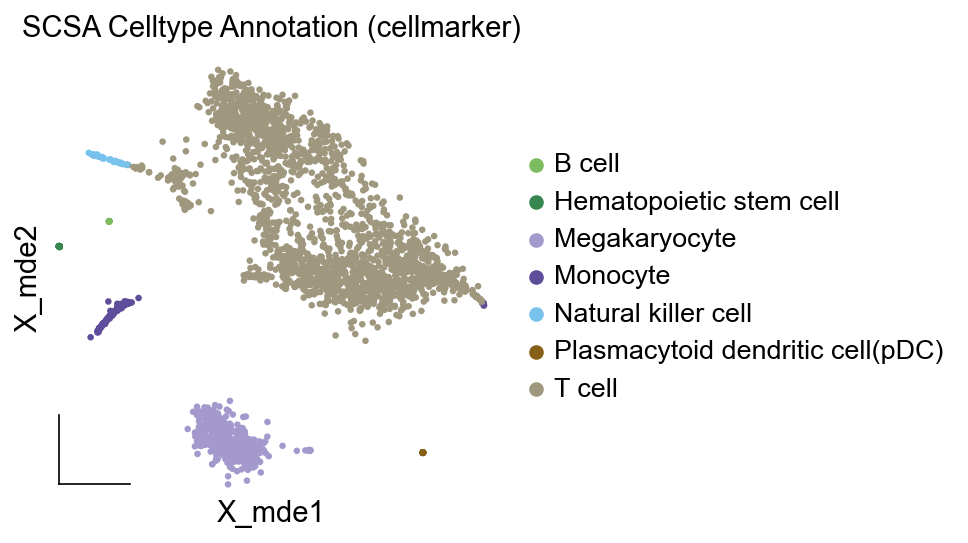 SCSA Celltype Annotation (cellmarker)
B cell
Hematopoietic stem cell
Megakaryocyte
Monocyte
Natural killer cell
Plasmacytoid dendritic cell(pDC)
T cell
X_mde2
X_mde1